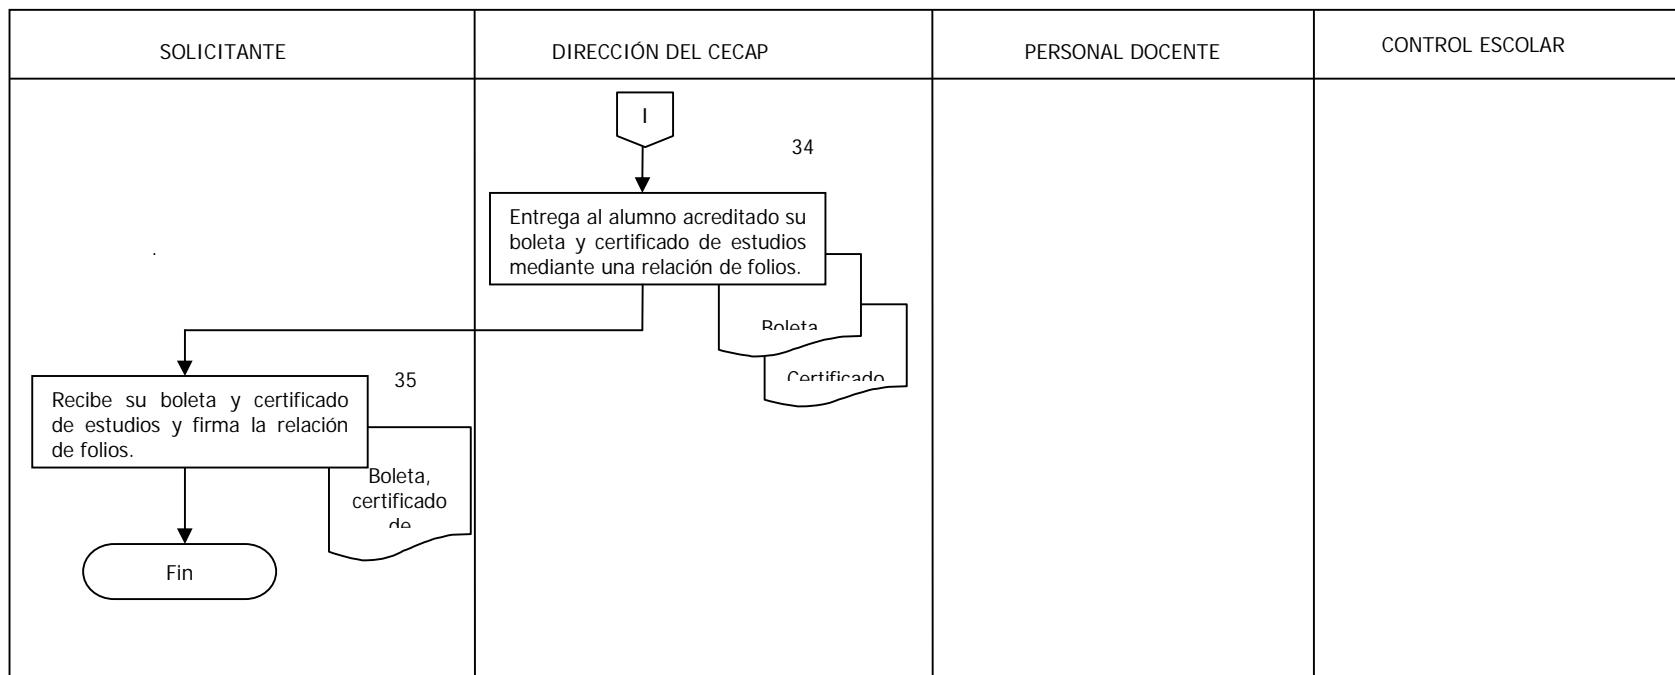 SOLICITANTE
DIRECCIÓN DEL CECAP
PERSONAL DOCENTE
CONTROL ESCOLAR
I
34
Entrega al alumno acreditado su
boleta y certificado de estudios
mediante una relación de folios.
Boleta
Certificado
35
Recibe su boleta y certificado
de estudios y firma la relación
de folios.
Boleta,
certificado
de
Fin